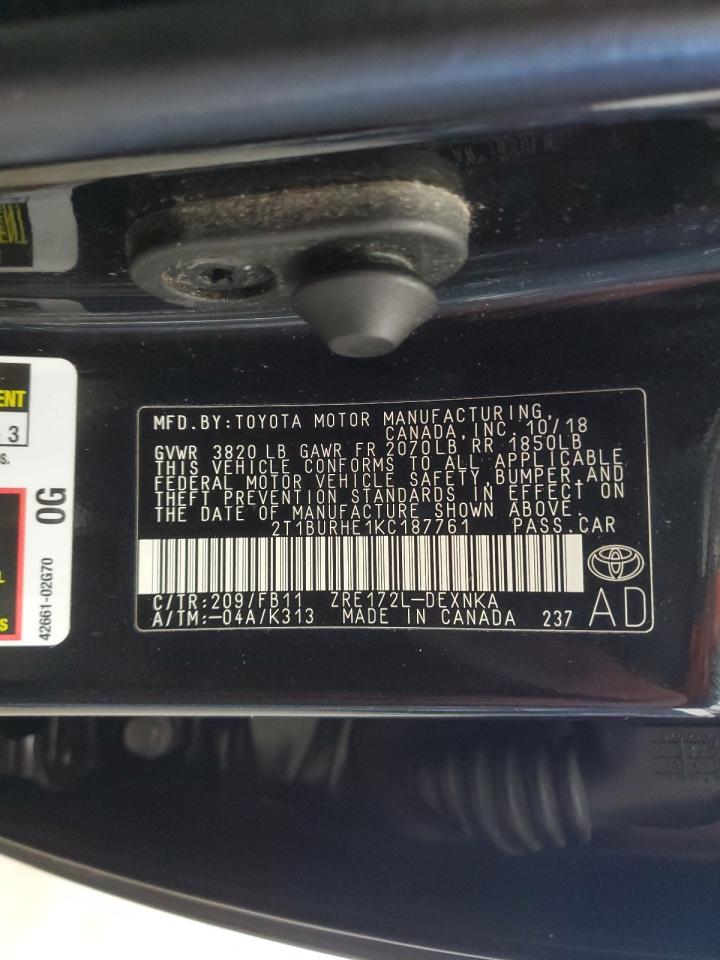 MFD.BY:TOYOTA MOTOR MANUFACTURING,
CANADA, INC. 10/18
GVWR 3820 LB GAWR FR 2070LB RR 1850LB
THIS VEHICLE CONFORMS TO ALL APPLICABLE
FEDERAL MOTOR VEHICLE SAFETY, BUMPER, AND
THEFT PREVENTION STANDARDS IN EFFECT ON
THE DATE OF MANUFACTURE SHOWN ABOVE.
2T1BURHE1KC187761 PASS.CAR
C/TR:209/FB11 ZRE172L-DEXNKA
A/TM:-04A/K313 MADE IN CANADA 237
AD
ENT
3
0G
42661-02G70